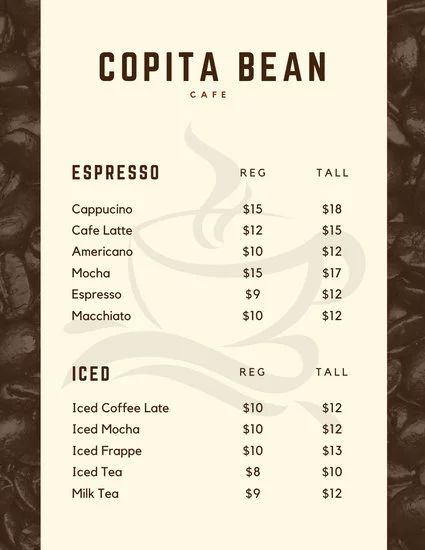 COPITA BEAN
CAFE
ESPRESSO REG TALL
Cappucino $15 $18
Cafe Latte $12 $15
Americano $10 $12
Mocha $15 $17
Espresso $9 $12
Macchiato $10 $12
ICED REG TALL
Iced Coffee Late $10 $12
Iced Mocha $10 $12
Iced Frappe $10 $13
Iced Tea $8 $10
Milk Tea $9 $12